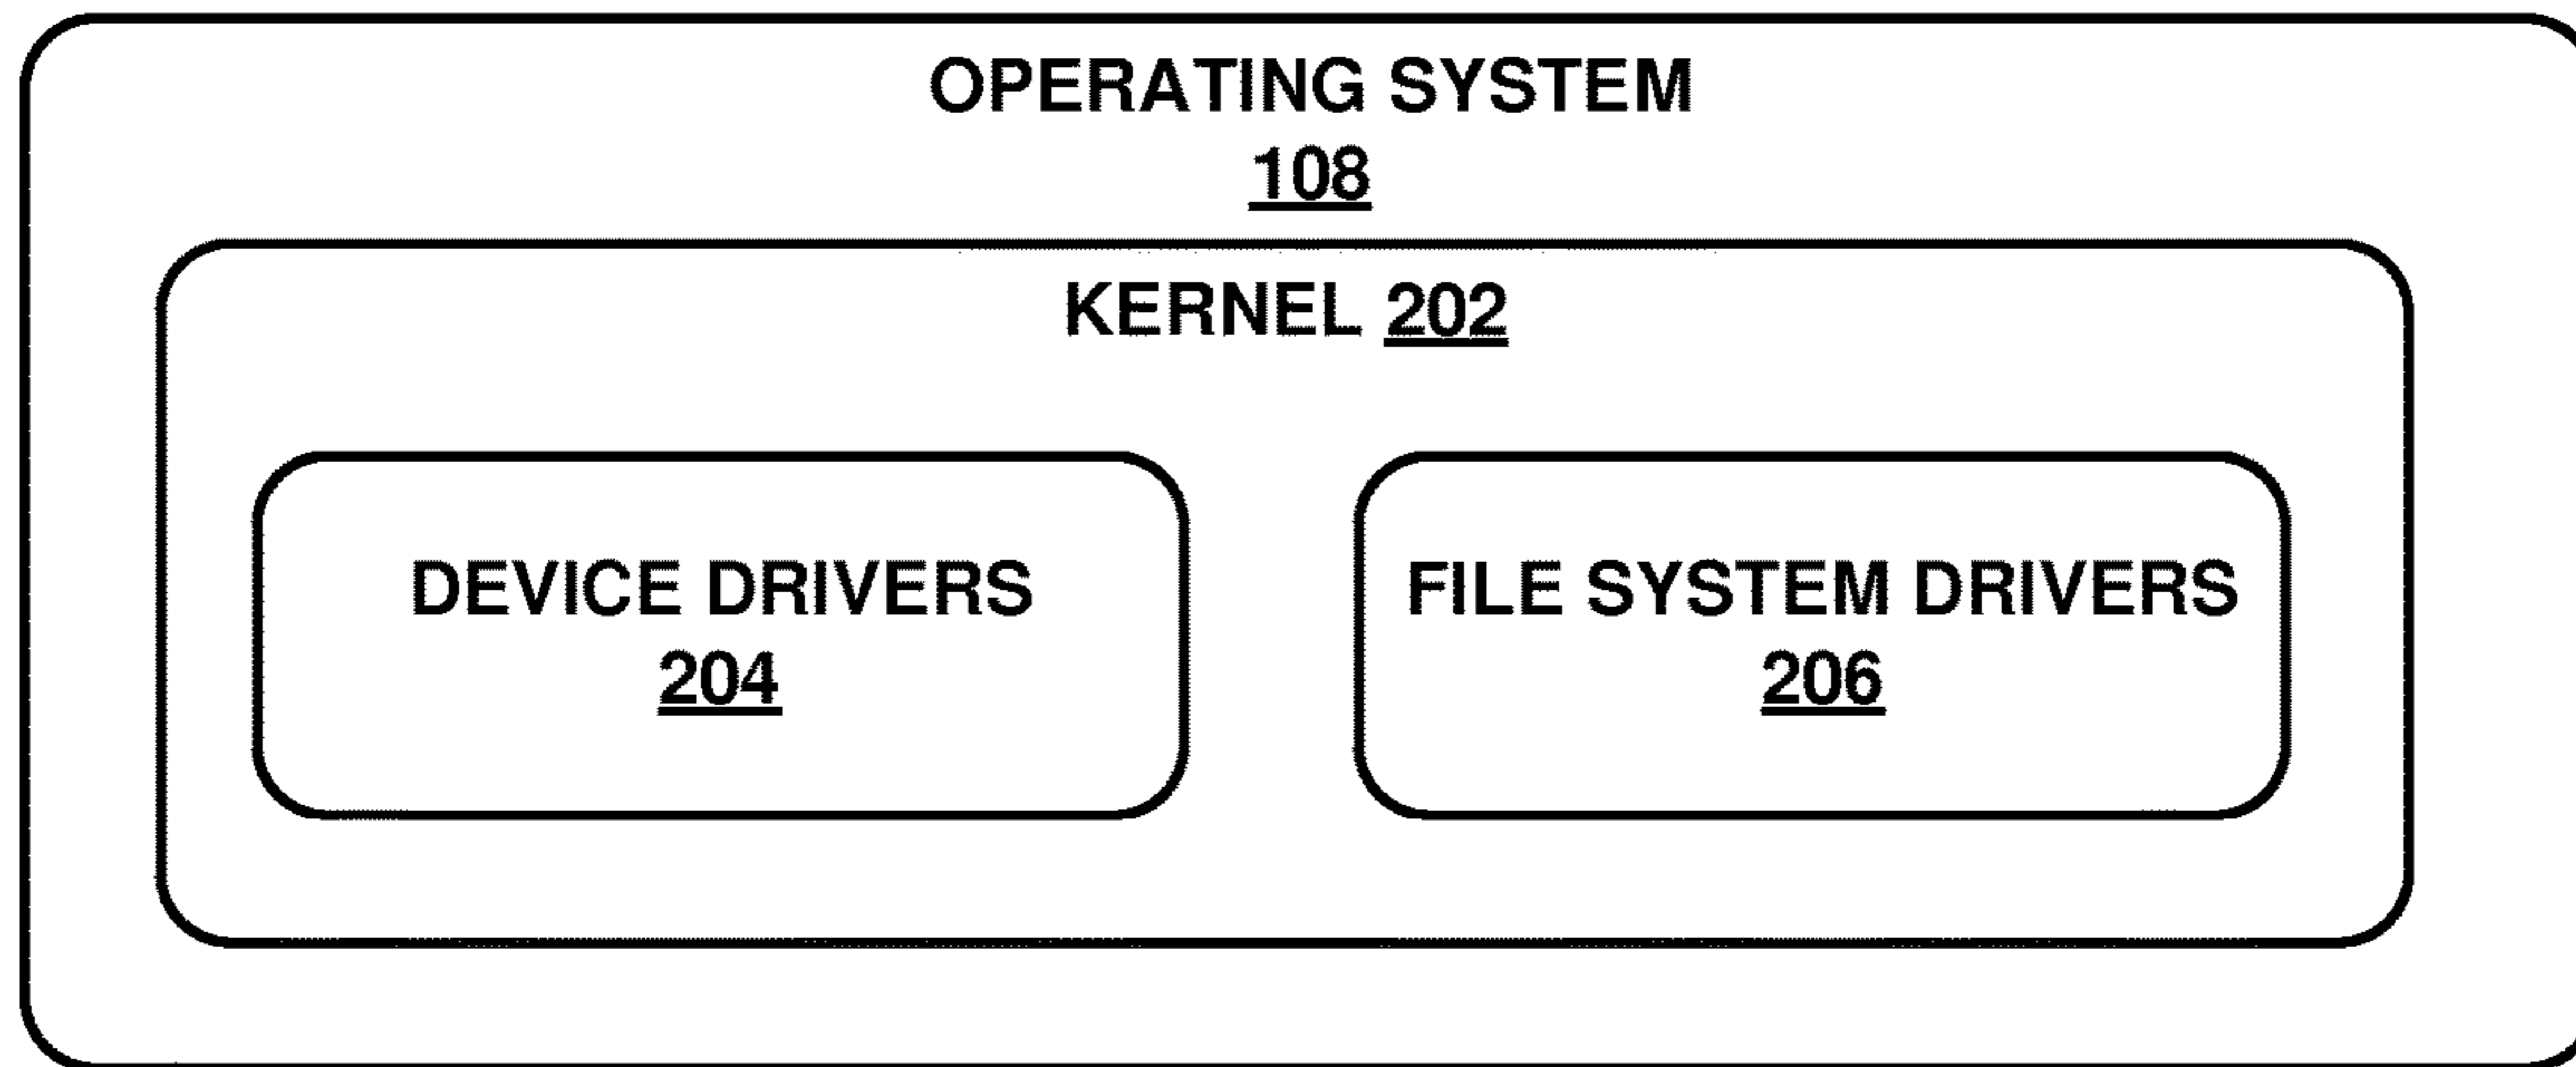 OPERATING SYSTEM
108
KERNEL 202
DEVICE DRIVERS
204
FILE SYSTEM DRIVERS
206